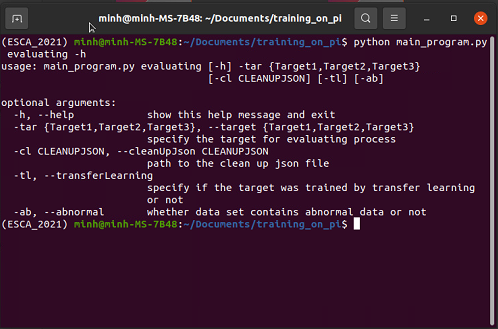 minh@minh-MS-7B48: ~/Documents/training_on_pi
(ESCA_2021) minh@minh-MS-7B48:~/Documents/training_on_pi$ python main_program.py
 evaluating -h
usage: main_program.py evaluating [-h] -tar {Target1,Target2,Target3}
                                  [-cl CLEANUPJSON] [-tl] [-ab]

optional arguments:
  -h, --help            show this help message and exit
  -tar {Target1,Target2,Target3}, --target {Target1,Target2,Target3}
                        specify the target for evaluating process
  -cl CLEANUPJSON, --cleanUpJson CLEANUPJSON
                        path to the clean up json file
  -tl, --transferLearning
                        specify if the target was trained by transfer learning
                        or not
  -ab, --abnormal       whether data set contains abnormal data or not
(ESCA_2021) minh@minh-MS-7B48:~/Documents/training_on_pi$